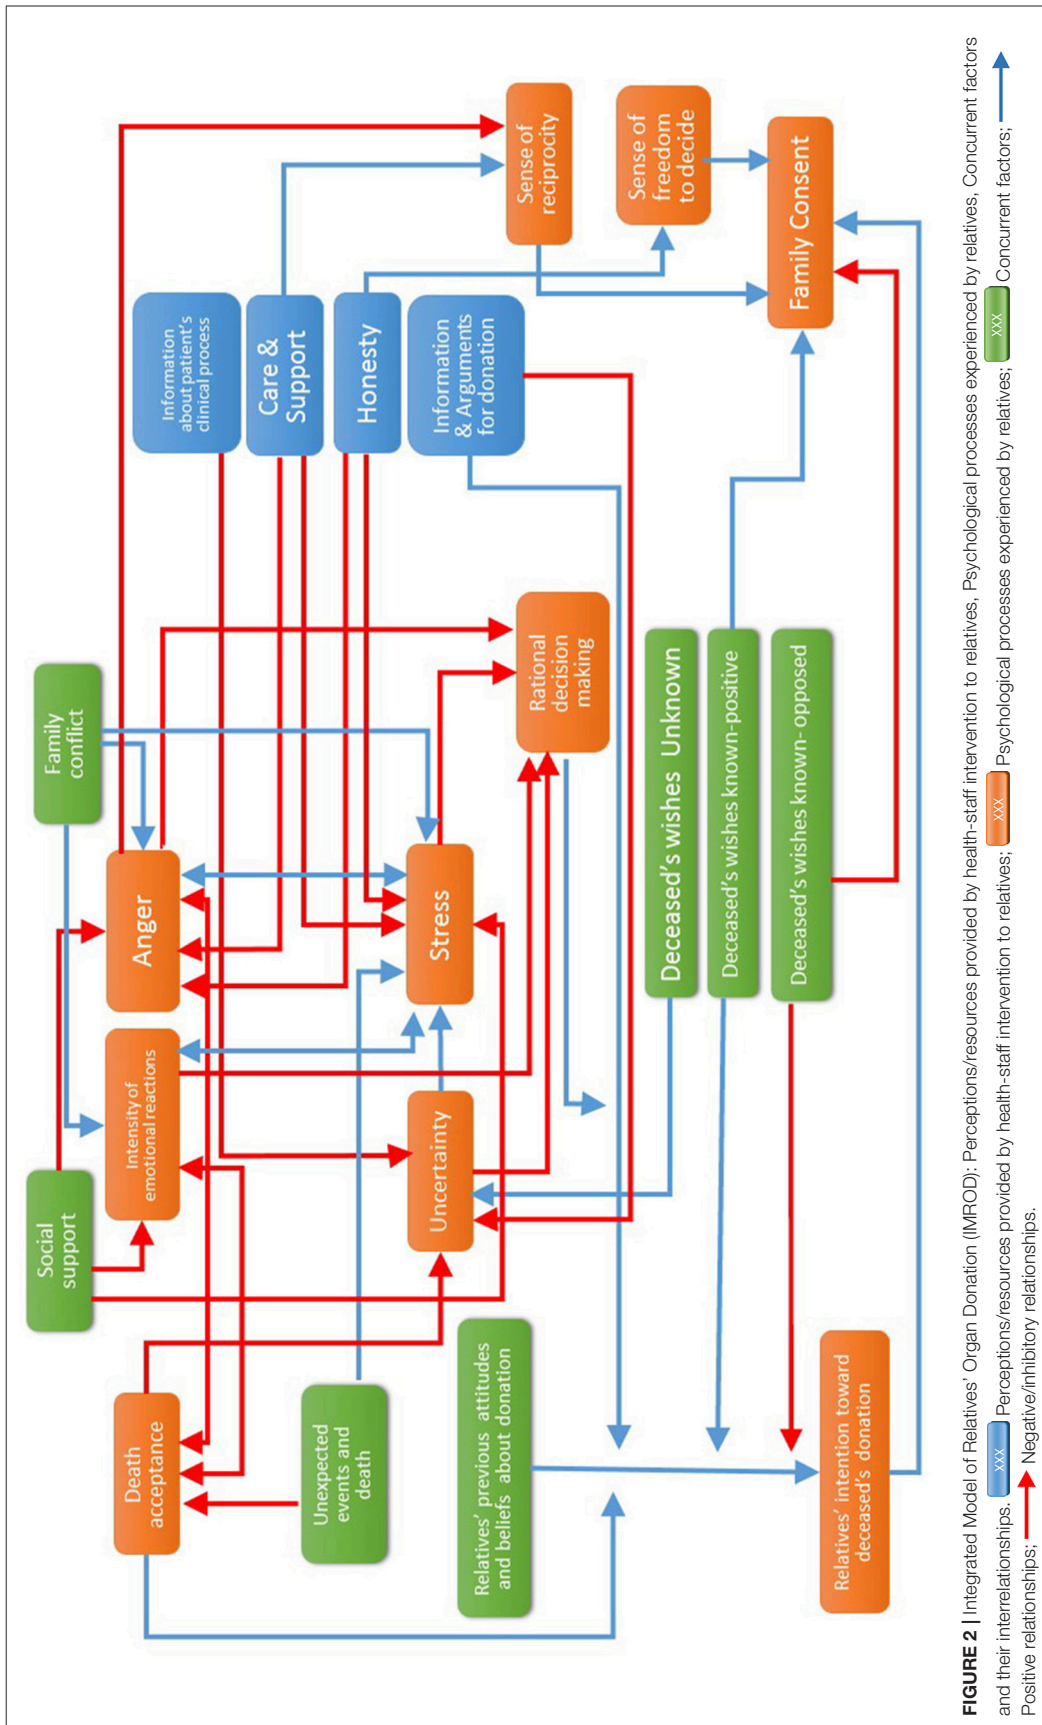 Social
support
Family
conflict
Death
acceptance
Intensity of
emotional reactions
Anger
Information
about patient's
clinical process
Care &
Support
Honesty
Information
& Arguments
for donation
Sense of
reciprocity
Sense of
freedom
to decide
Family Consent
Unexpected
events and
death
Uncertainty
Stress
Rational
decision
making
Relatives' previous attitudes
and beliefs about donation
Deceased's wishes Unknown
Deceased's wishes known-positive
Deceased's wishes known- opposed
Relatives' intention toward
deceased's donation
FIGURE 2 | Integrated Model of Relatives' Organ Donation (IMROD): Perceptions/resources provided by health-staff intervention to relatives, Psychological processes experienced by relatives, Concurrent factors
and their interrelationships. xxx Perceptions/resources provided by health-staff intervention to relatives; xxx Psychological processes experienced by relatives; xxx Concurrent factors;
Positive relationships; Negative/inhibitory relationships.